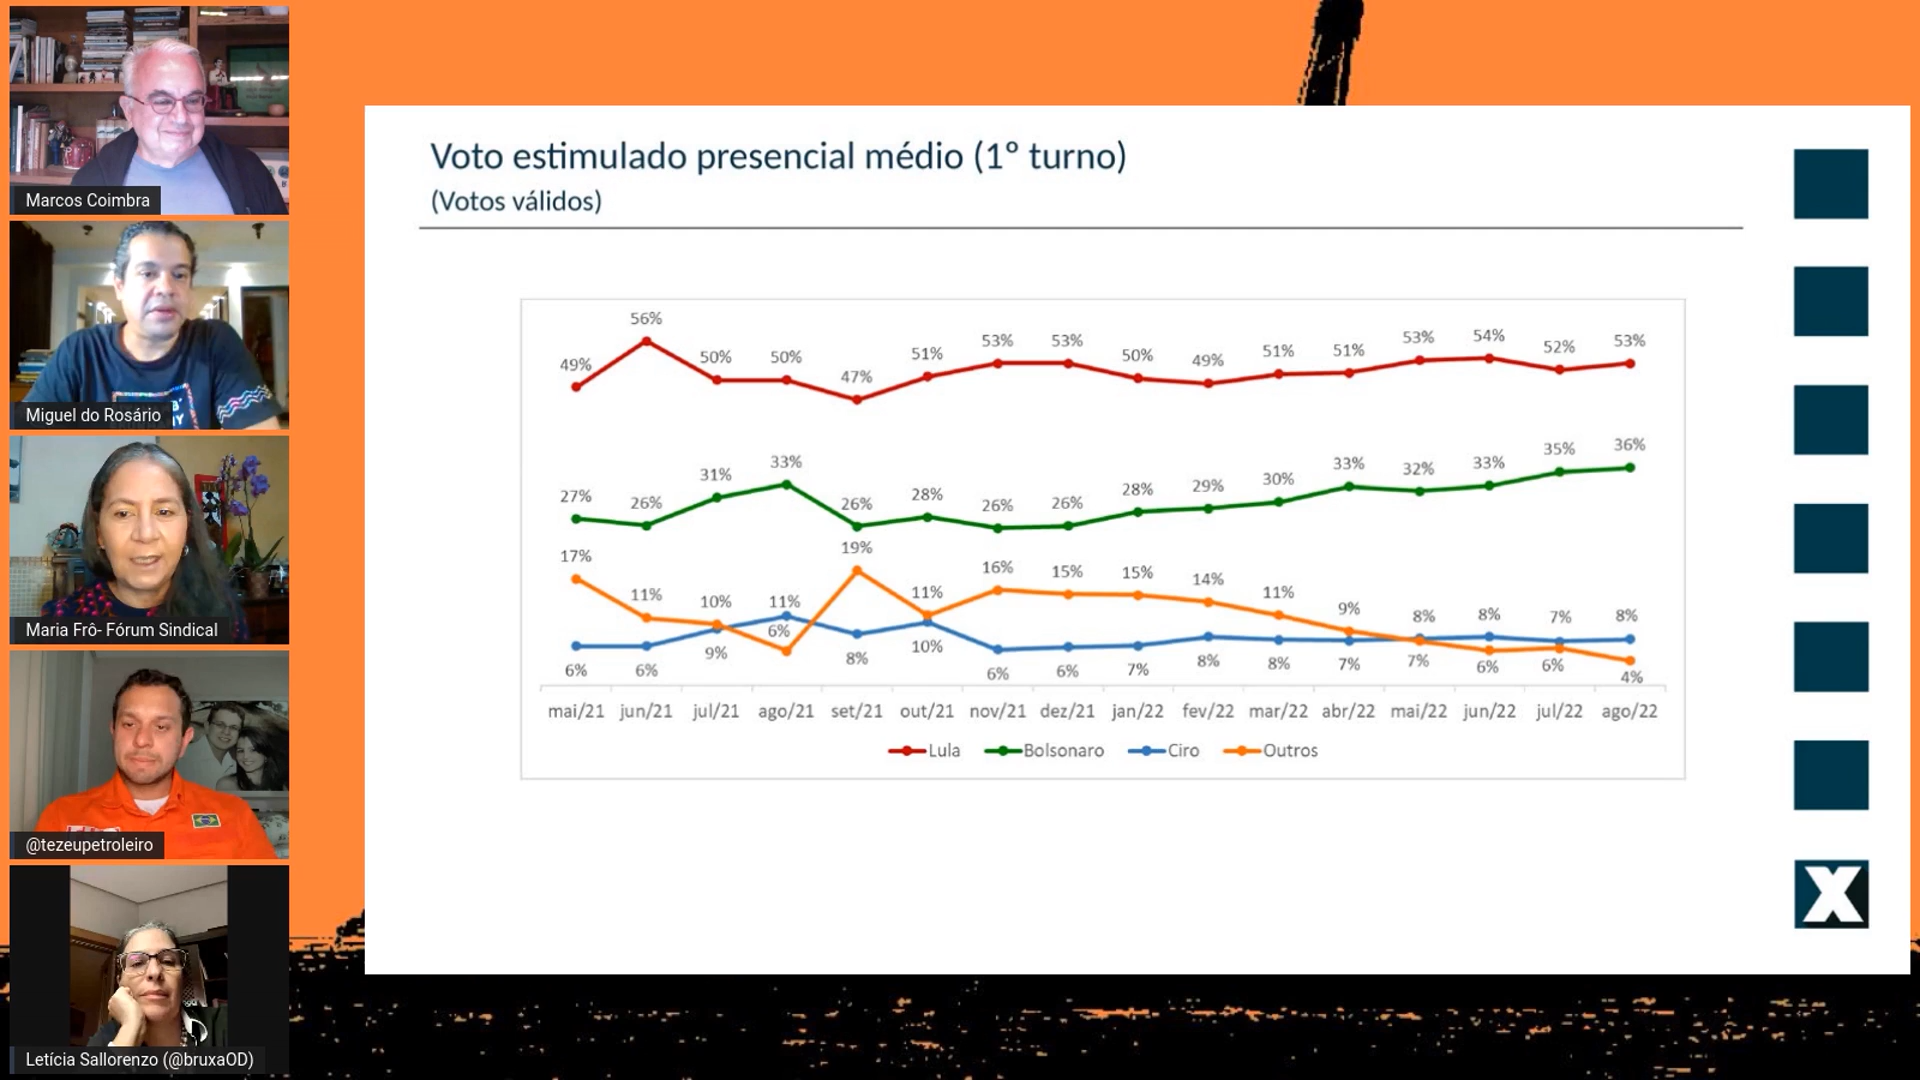 Marcos Coimbra
Miguel do Rosário
Maria Frô- Fórum Sindical
@tezeupetroleiro
Letícia Sallorenzo (@bruxaOD)
Voto estimulado presencial médio (1º turno)
(Votos válidos)
49% 56% 50% 50% 47% 51% 53% 53% 50% 49% 51% 51% 53% 54% 52% 53%
27% 26% 31% 33% 26% 28% 26% 26% 28% 29% 30% 33% 32% 33% 35% 36%
17% 11% 10% 6% 19% 11% 16% 15% 15% 14% 11% 9% 7% 6% 6% 4%
6% 6% 9% 11% 8% 10% 6% 6% 7% 8% 8% 7% 8% 8% 7% 8%
mai/21 jun/21 jul/21 ago/21 set/21 out/21 nov/21 dez/21 jan/22 fev/22 mar/22 abr/22 mai/22 jun/22 jul/22 ago/22
Lula Bolsonaro Ciro Outros
X